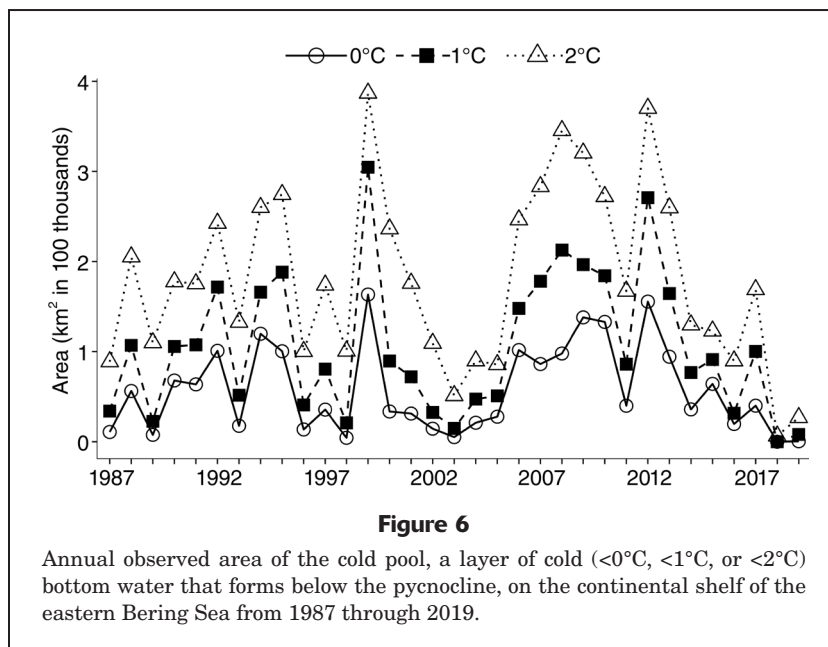 0°C -1°C 2°C
Area (km² in 100 thousands)
4
3
2
1
0
1987 1992 1997 2002 2007 2012 2017
Figure 6
Annual observed area of the cold pool, a layer of cold (<0°C, <1°C, or <2°C)
bottom water that forms below the pycnocline, on the continental shelf of the
eastern Bering Sea from 1987 through 2019.